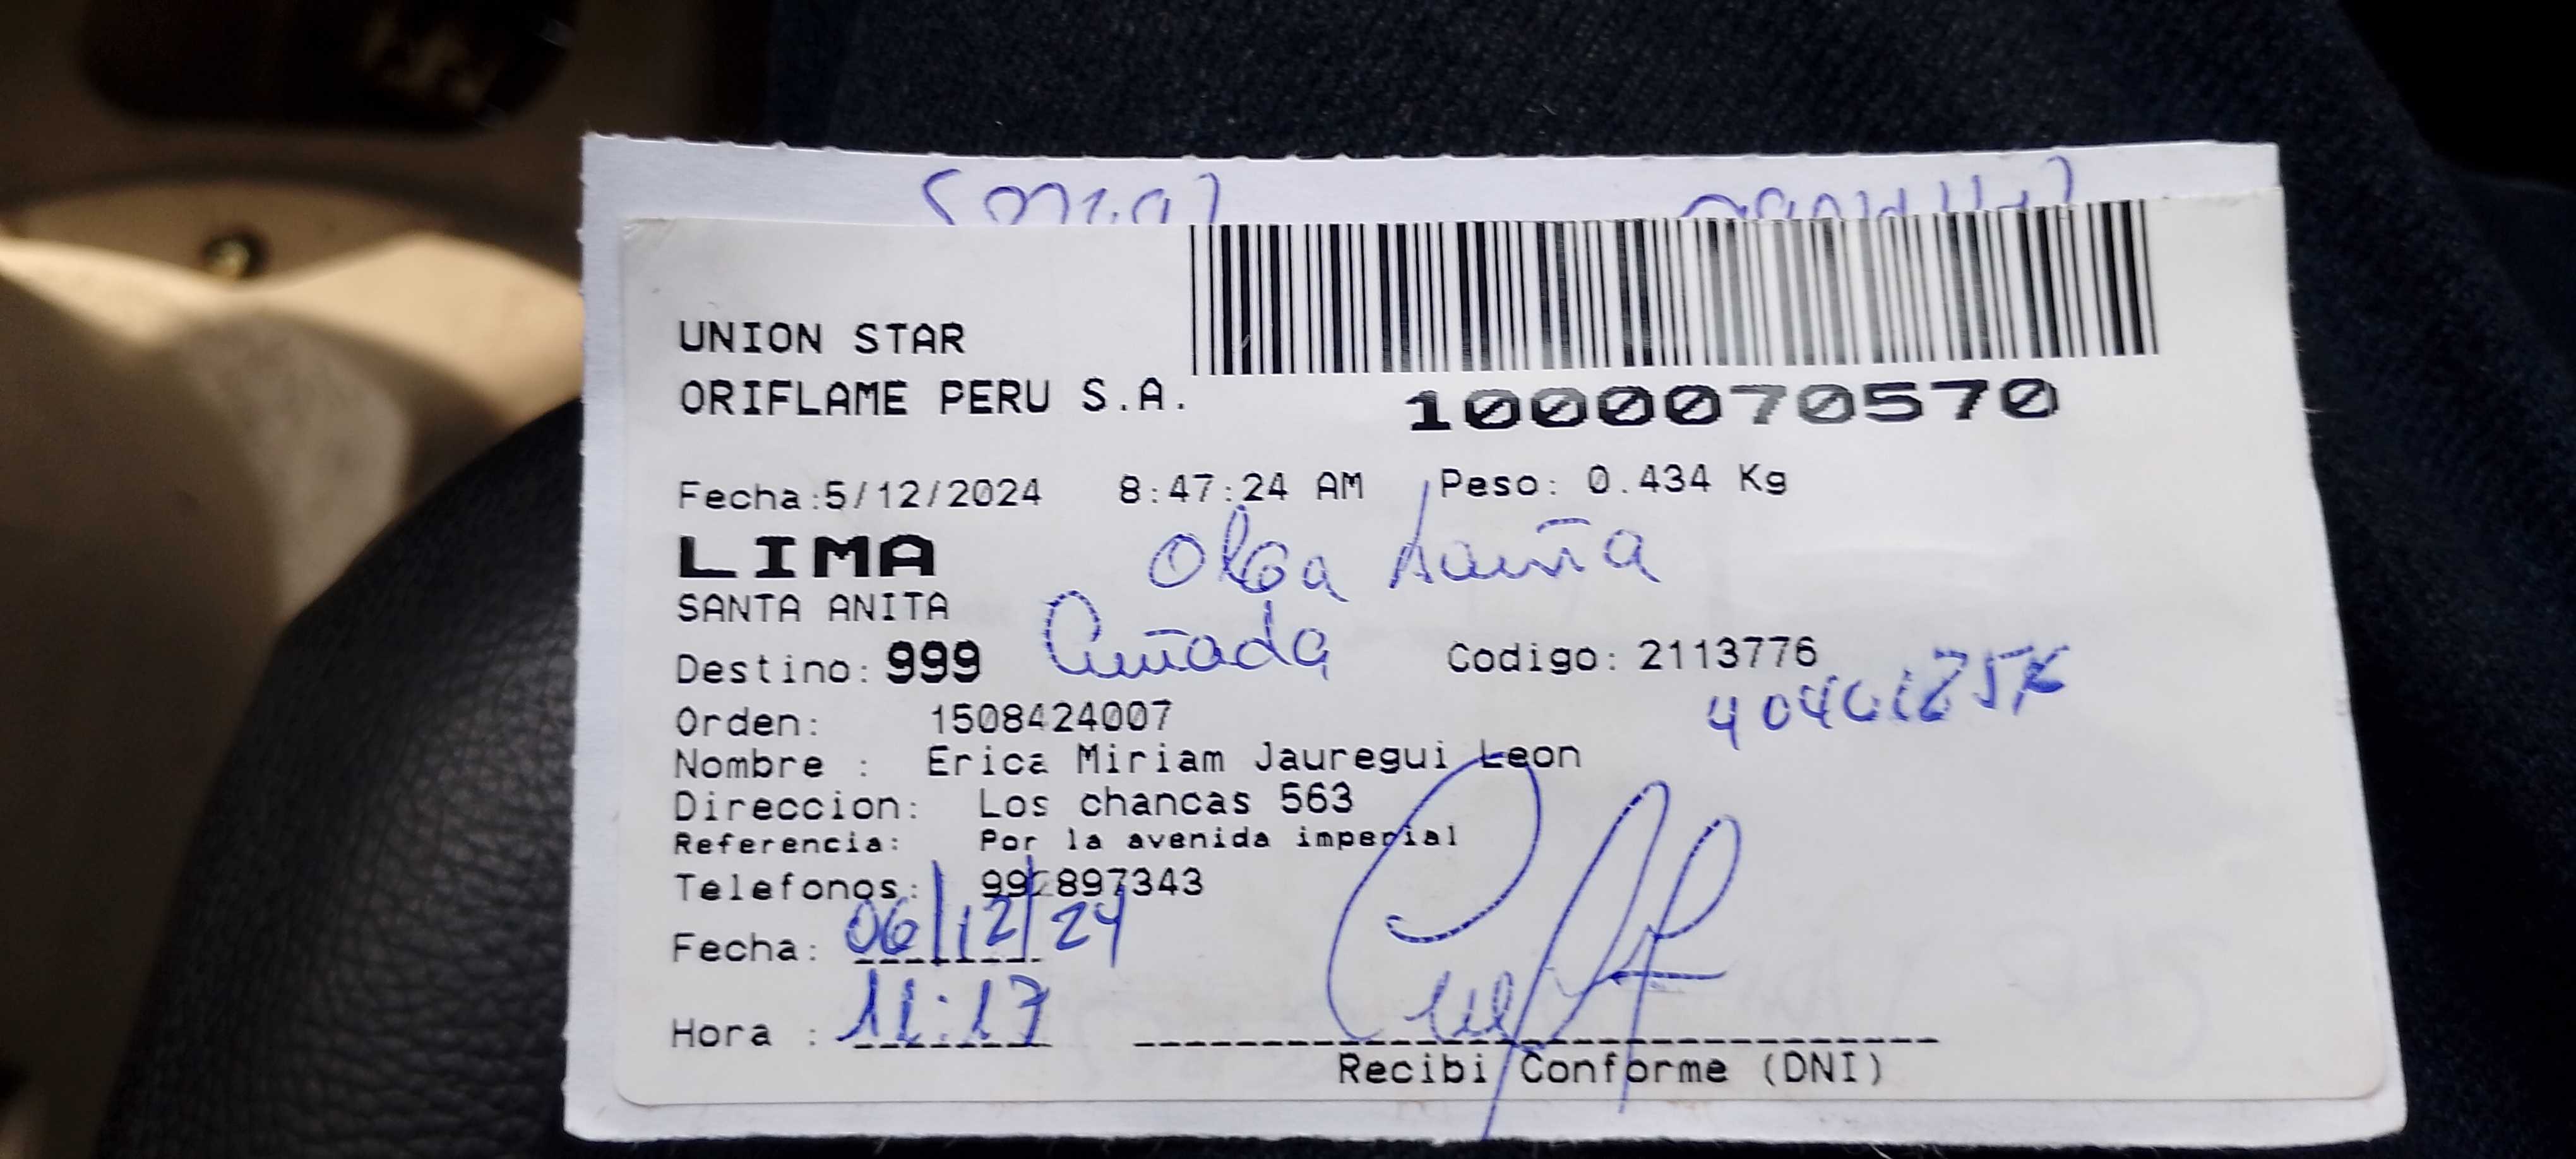 UNION STAR
ORIFLAME PERU S.A.
1000070570
Fecha:5/12/2024 8:47:24 AM Peso: 0.434 Kg
LIMA
Olga
SANTA ANITA
Cuñada
Destino: 999 Codigo: 2113776
Orden: 1508424007
Nombre : Erica Miriam Jauregui Leon
Direccion: Los chancas 563
Referencia: Por la avenida imperial
Telefonos:
Fecha: 06/12/24
Hora : 11:17
Recibi Conforme (DNI)